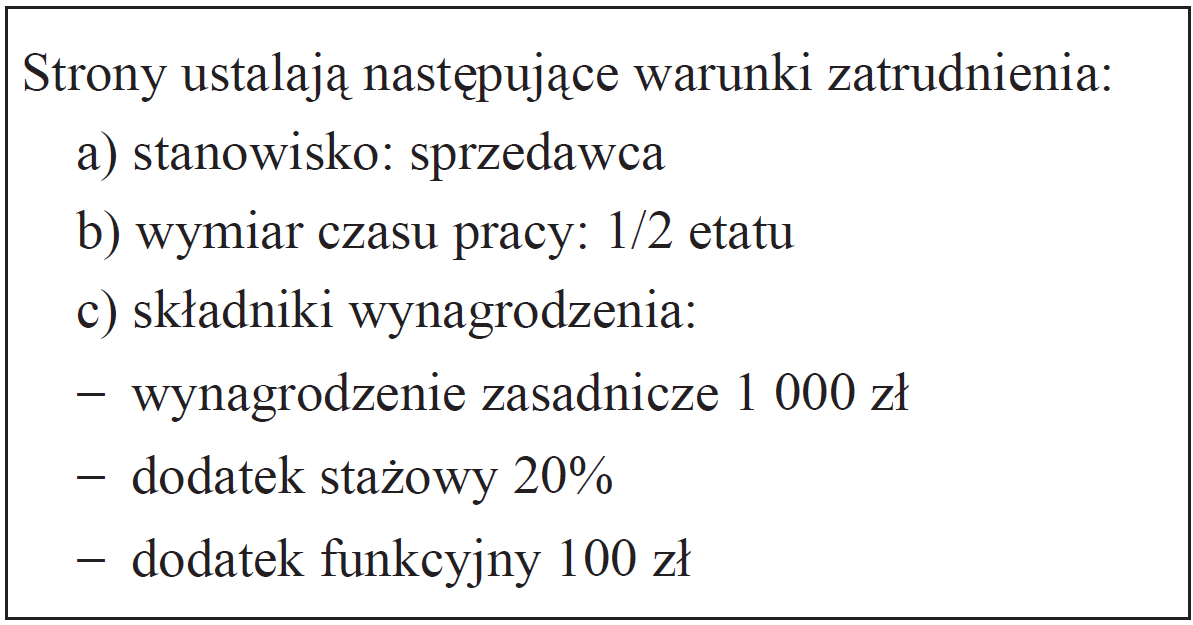 Strony ustalają następujące warunki zatrudnienia:
a) stanowisko: sprzedawca
b) wymiar czasu pracy: 1/2 etatu
c) składniki wynagrodzenia:
− wynagrodzenie zasadnicze 1 000 zł
− dodatek stażowy 20%
− dodatek funkcyjny 100 zł